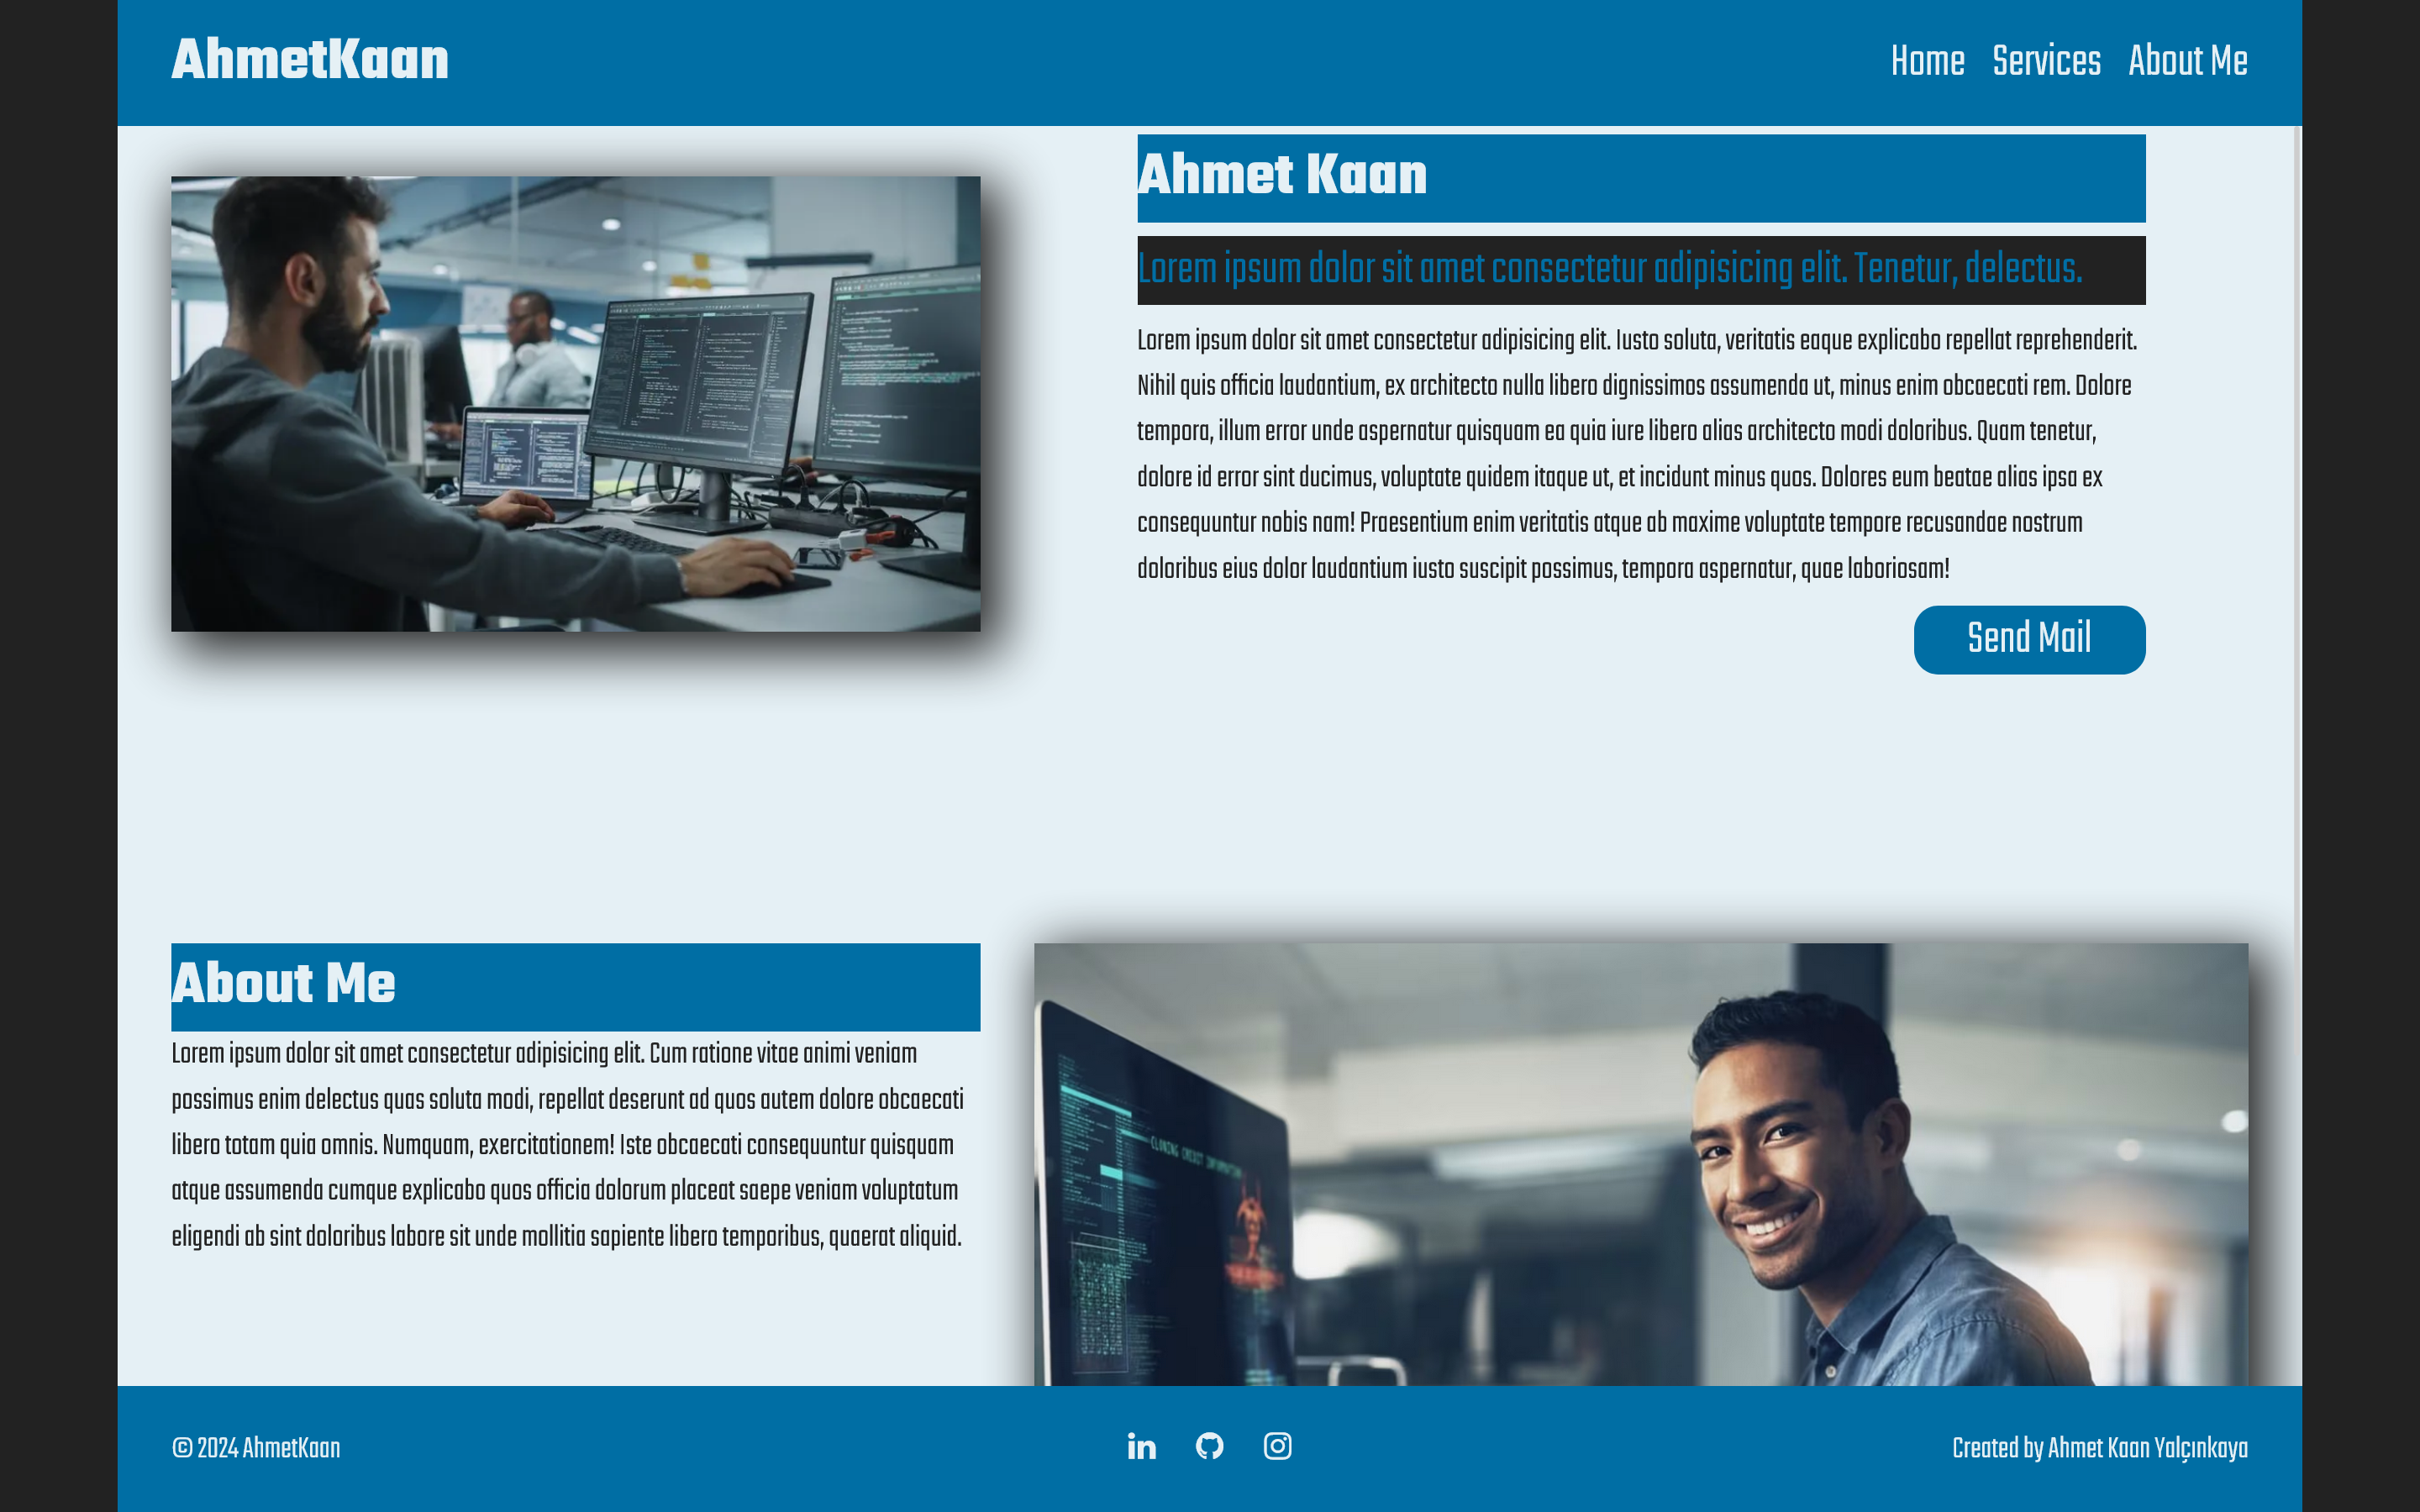 AhmetKaan
Home Services About Me
Ahmet Kaan
Lorem ipsum dolor sit amet consectetur adipisicing elit. Tenetur, delectus.
Lorem ipsum dolor sit amet consectetur adipisicing elit. Iusto soluta, veritatis eaque explicabo repellat reprehenderit.
Nihil quis officia laudantium, ex architecto nulla libero dignissimos assumenda ut, minus enim obcaecati rem. Dolore
tempora, illum error unde aspernatur quisquam ea quia iure libero alias architecto modi doloribus. Quam tenetur,
dolore id error sint ducimus, voluptate quidem itaque ut, et incidunt minus quos. Dolores eum beatae alias ipsa ex
consequuntur nobis nam! Praesentium enim veritatis atque ab maxime voluptate tempore recusandae nostrum
doloribus eius dolor laudantium iusto suscipit possimus, tempora aspernatur, quae laboriosam!
Send Mail
About Me
Lorem ipsum dolor sit amet consectetur adipisicing elit. Cum ratione vitae animi veniam
possimus enim delectus quas soluta modi, repellat deserunt ad quos autem dolore obcaecati
libero totam quia omnis. Numquam, exercitationem! Iste obcaecati consequuntur quisquam
atque assumenda cumque explicabo quos officia dolorum placeat saepe veniam voluptatum
eligendi ab sint doloribus labore sit unde mollitia sapiente libero temporibus, quaerat aliquid.
© 2024 AhmetKaan
Created by Ahmet Kaan Yalçınkaya